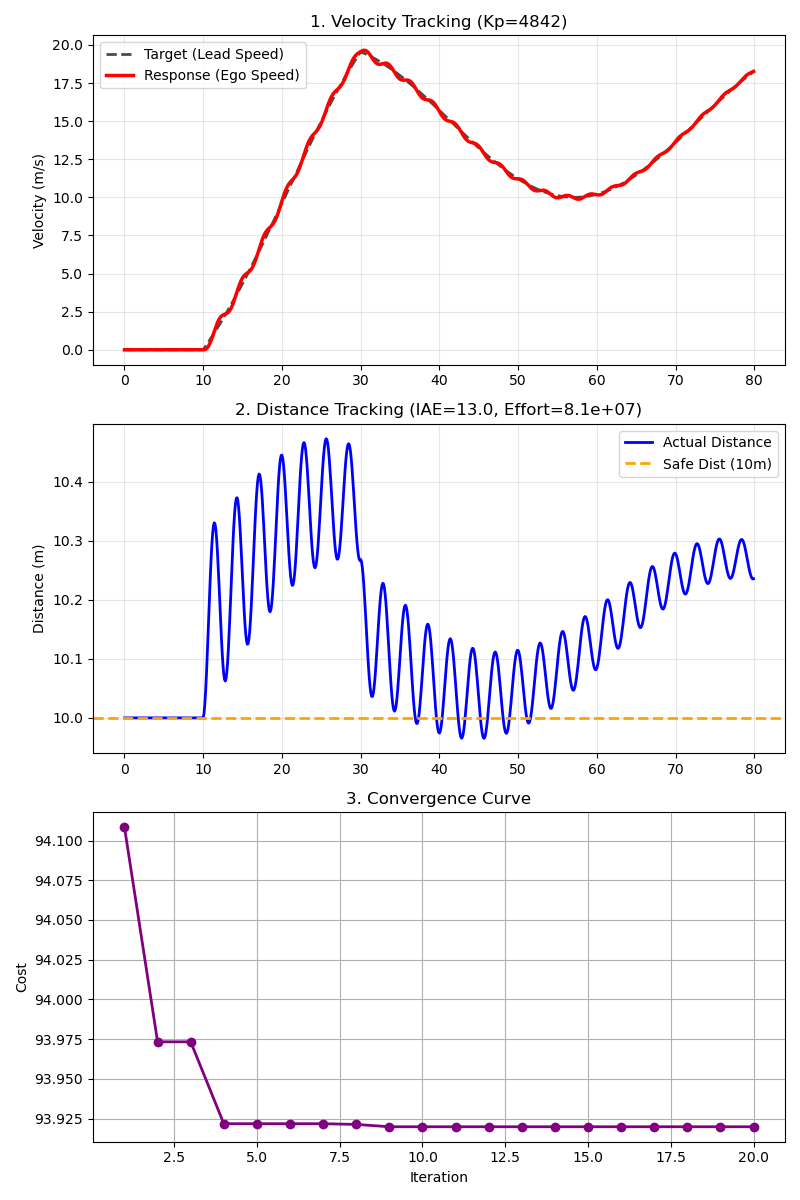 1. Velocity Tracking (Kp=4842)
Target (Lead Speed)
Response (Ego Speed)
Velocity (m/s)
20.0
17.5
15.0
12.5
10.0
7.5
5.0
2.5
0.0
0 10 20 30 40 50 60 70 80
2. Distance Tracking (IAE=13.0, Effort=8.1e+07)
Actual Distance
Safe Dist (10m)
Distance (m)
10.4
10.3
10.2
10.1
10.0
0 10 20 30 40 50 60 70 80
3. Convergence Curve
Cost
94.100
94.075
94.050
94.025
94.000
93.975
93.950
93.925
2.5 5.0 7.5 10.0 12.5 15.0 17.5 20.0
Iteration